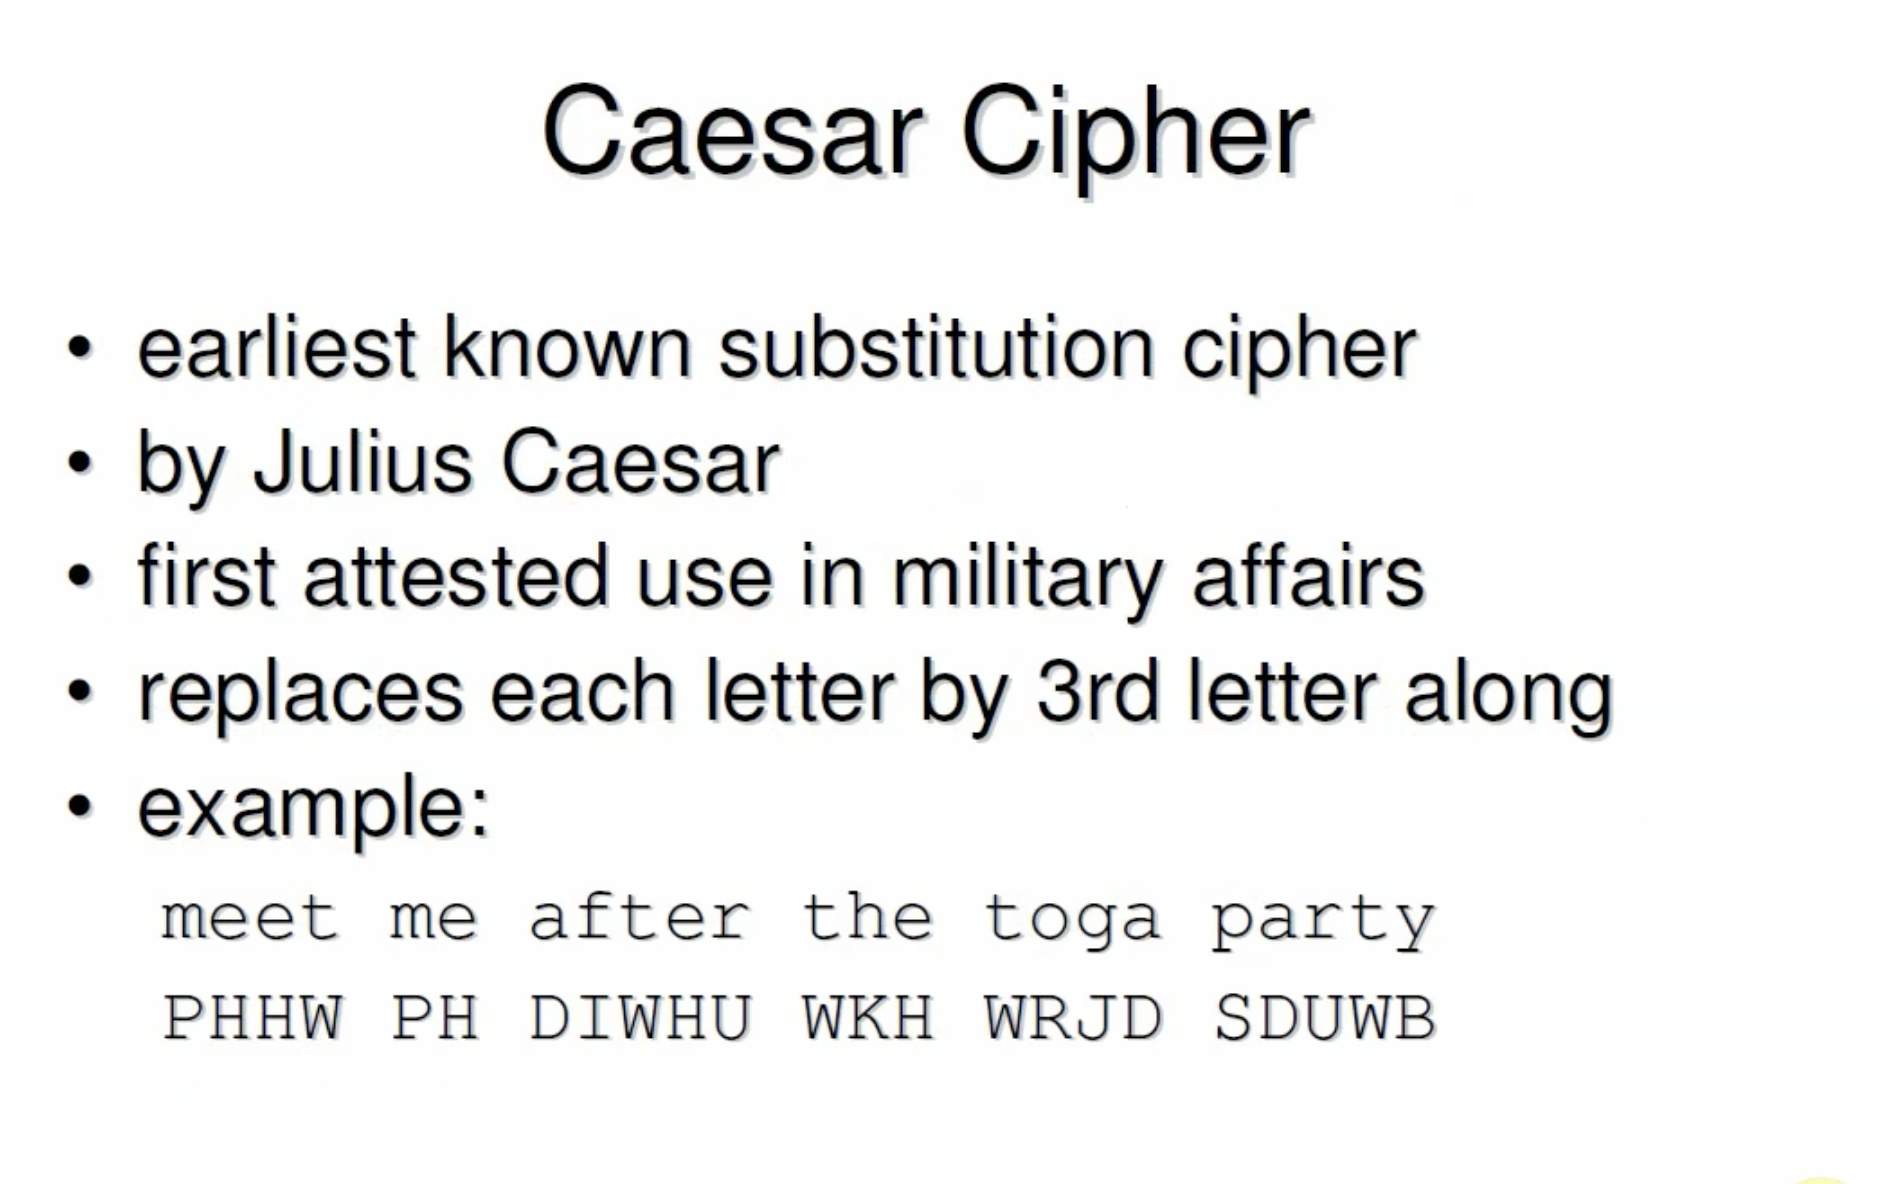 Caesar Cipher
• earliest known substitution cipher
• by Julius Caesar
• first attested use in military affairs
• replaces each letter by 3rd letter along
• example:
meet me after the toga party
PHHW PH DIWHU WKH WRJD SDUWB